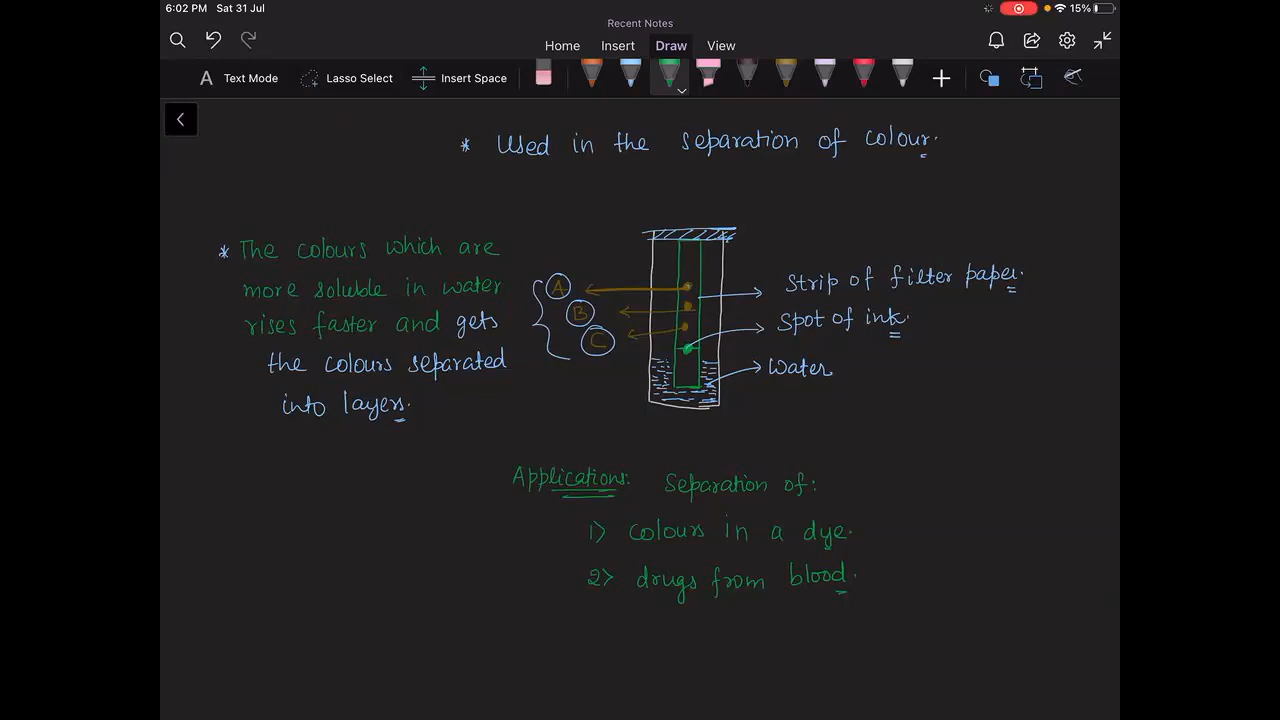 6:02 PM Sat 31 Jul
15%
Recent Notes
Home Insert Draw View
A Text Mode Lasso Select Insert Space
* Used in the separation of colour.
* The colours which are
more soluble in water
rises faster and gets
the colours separated
into layers.
A
B
C
Strip of filter paper.
Spot of ink.
Water
Applications: Separation of:
1> colours in a dye.
2> drugs from blood.